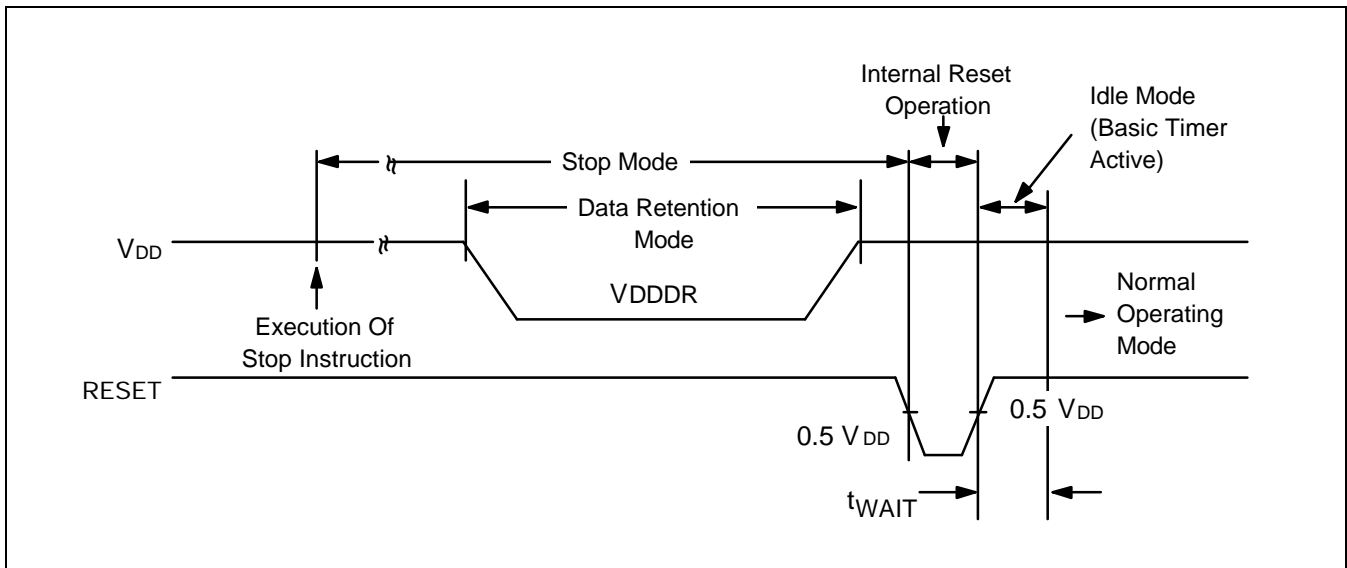 Internal Reset
Operation
Idle Mode
(Basic Timer
Active)
Stop Mode
Data Retention
Mode
VDD
VDDDR
Execution Of
Stop Instruction
Normal
Operating
Mode
RESET
0.5 VDD
0.5 VDD
tWAIT